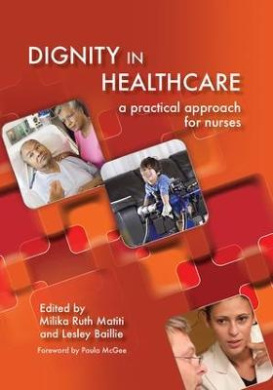 DIGNITY IN
HEALTHCARE
a practical approach
for nurses
Edited by
Milika Ruth Matiti
and Lesley Baillie
Foreword by Paula McGee